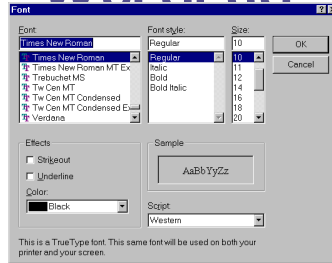 Font
Font:
Font style:
Size:
Times New Roman
Regular
10
OK
Cancel
Times New Roman
Times New Roman MT Ex
Trebuchet MS
Tw Cen MT
Tw Cen MT Condensed
Tw Cen MT Condensed Ex
Verdana
Regular
Italic
Bold
Bold Italic
10
11
12
14
16
18
20
Effects
Strikeout
Underline
Color:
Black
Sample
AaBbYyZz
Script:
Western
This is a TrueType font. This same font will be used on both your
printer and your screen.